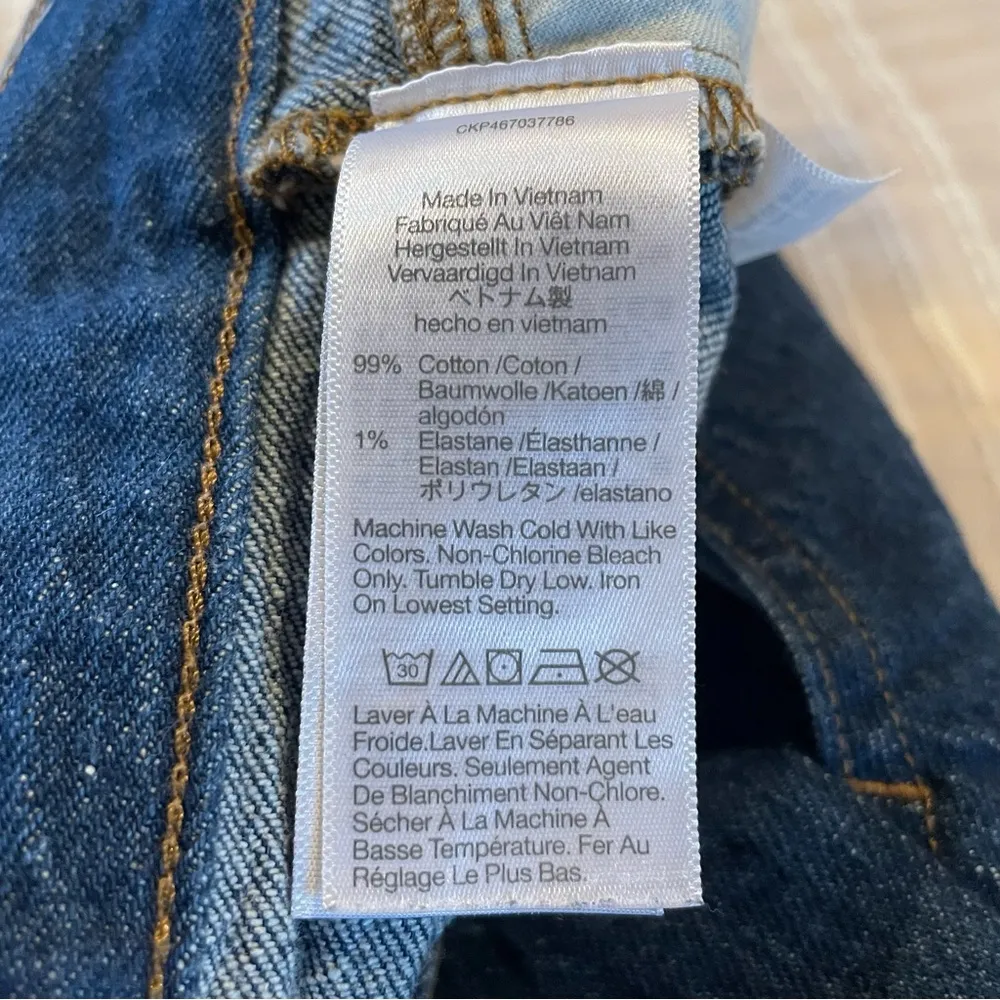 CKP467037786
Made In Vietnam
Fabriqué Au Viêt Nam
Hergestellt In Vietnam
Vervaardigd In Vietnam
ベトナム製
hecho en vietnam
99% Cotton /Coton /
Baumwolle /Katoen /綿 /
algodón
1% Elastane /Élasthanne /
Elastan /Elastaan /
ポリウレタン /elastano
Machine Wash Cold With Like
Colors. Non-Chlorine Bleach
Only. Tumble Dry Low. Iron
On Lowest Setting.
30
Laver À La Machine À L'eau
Froide.Laver En Séparant Les
Couleurs. Seulement Agent
De Blanchiment Non-Chlore.
Sécher À La Machine À
Basse Température. Fer Au
Réglage Le Plus Bas.